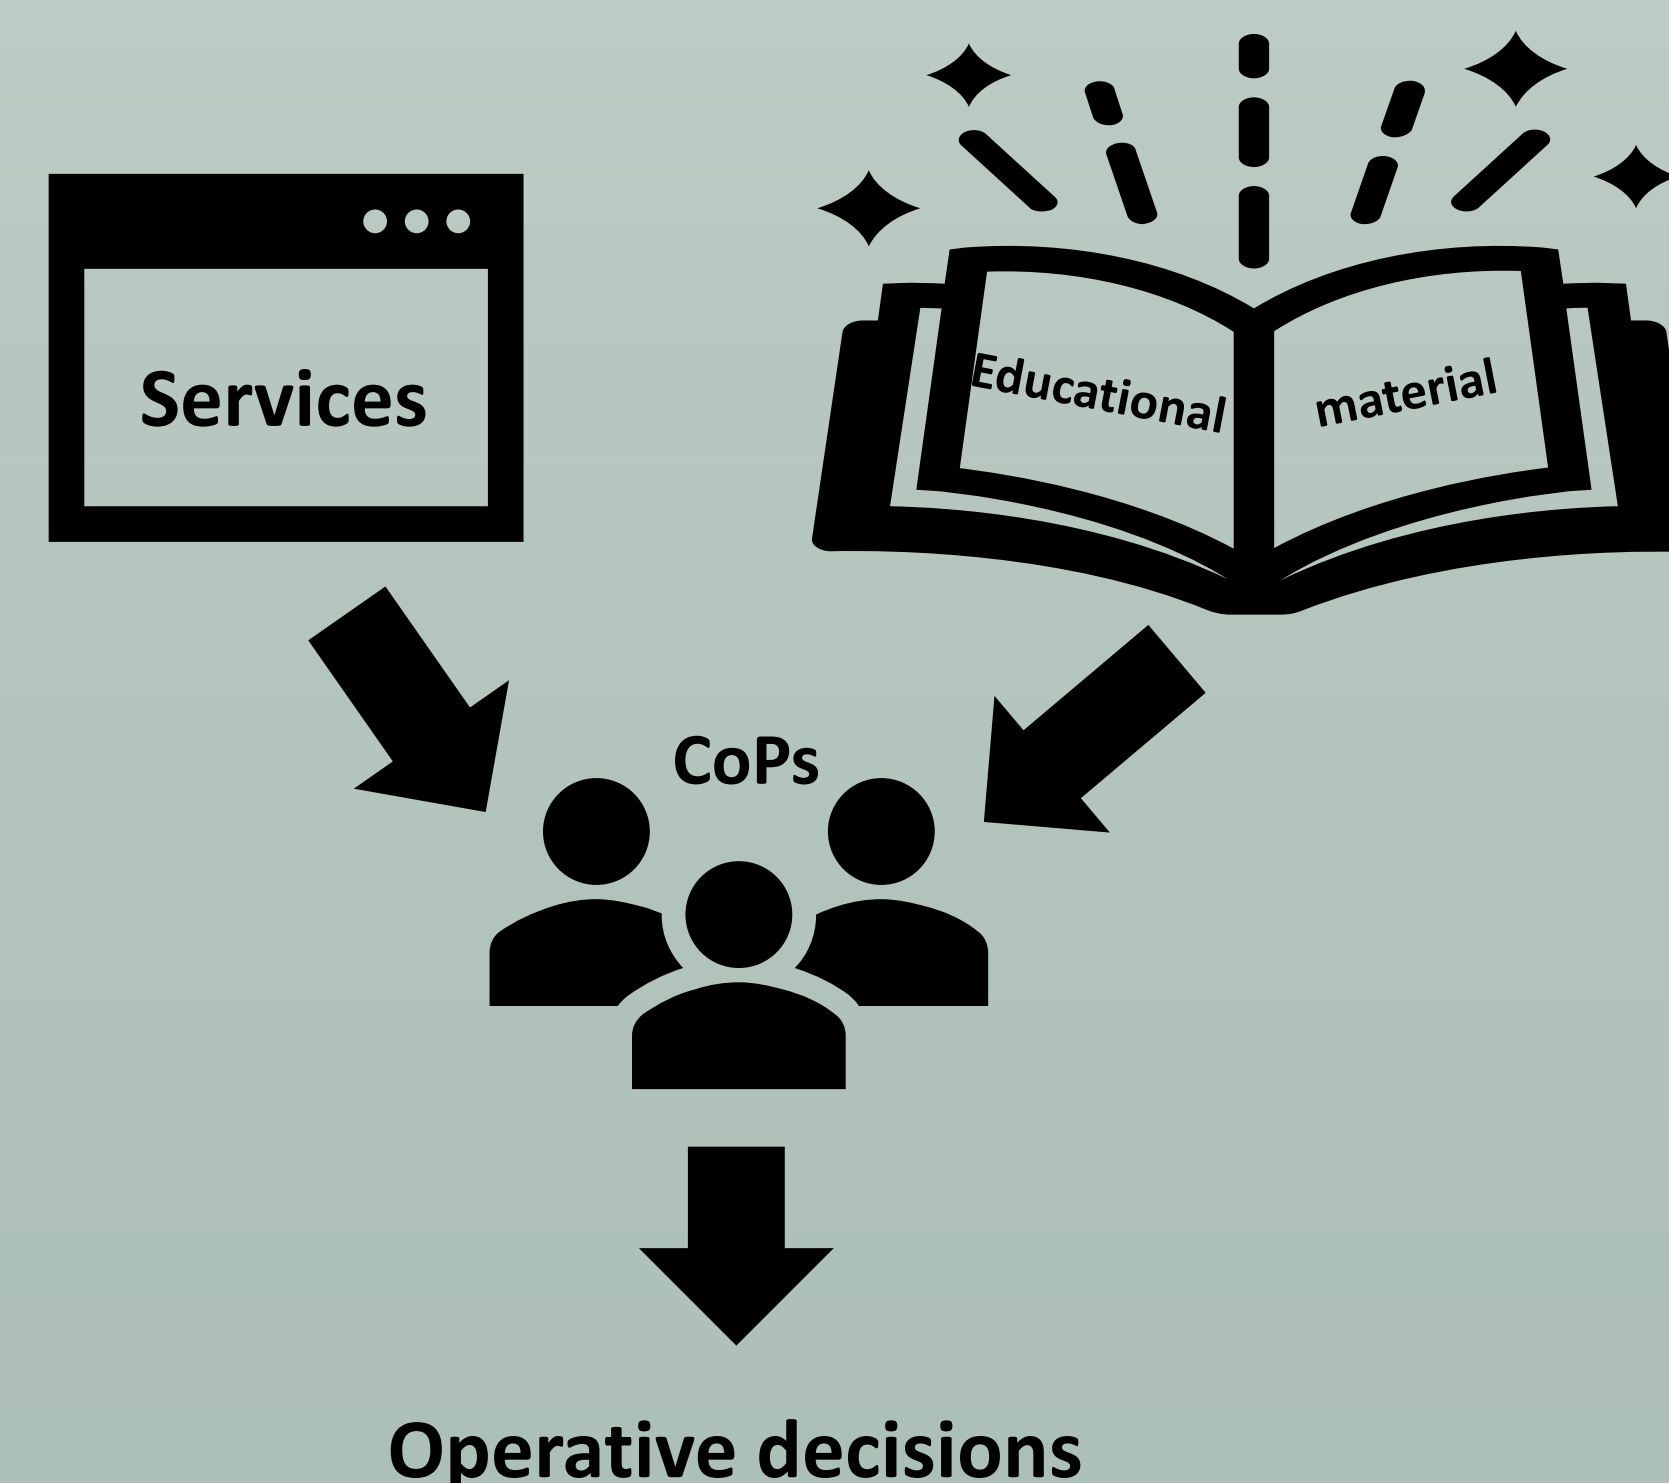 Services
Educational material
CoPs
Operative decisions